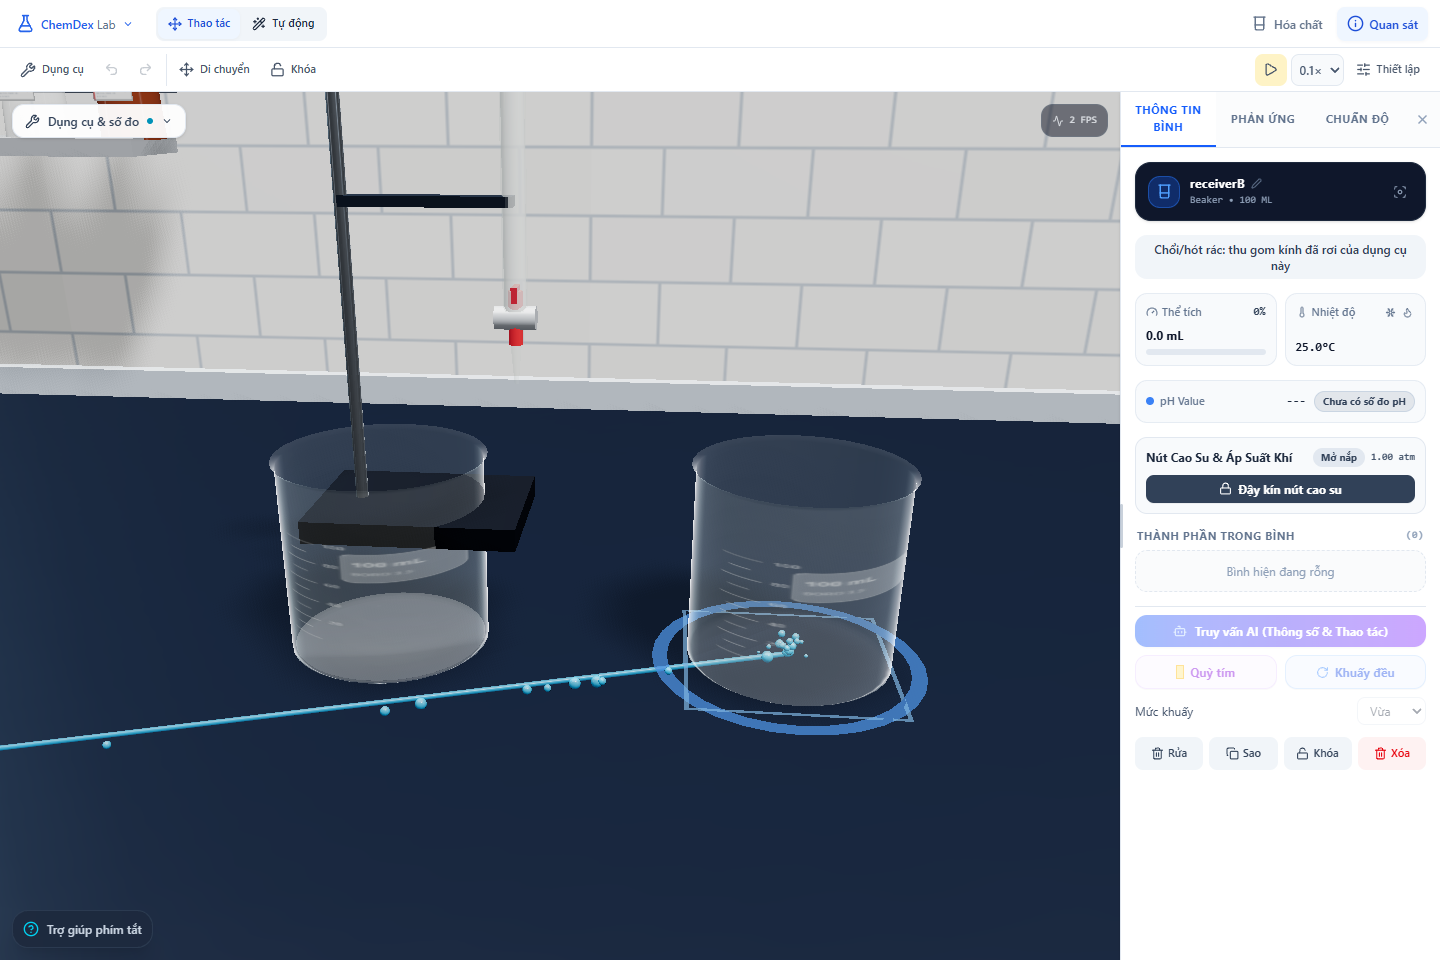 ChemDex Lab
Thao tác
Tự động
Hóa chất
Quan sát
Dụng cụ
Di chuyển
Khóa
0.1×
Thiết lập
Dụng cụ & số đo
2 FPS
THÔNG TIN BÌNH
PHẢN ỨNG
CHUẨN ĐỘ
receiverB
Beaker • 100 ML
Chổi/hót rác: thu gom kính đã rơi của dụng cụ
này
Thể tích
0%
0.0 mL
Nhiệt độ
25.0°C
pH Value
---
Chưa có số đo pH
Nút Cao Su & Áp Suất Khí
Mở nắp
1.00 atm
Đậy kín nút cao su
THÀNH PHẦN TRONG BÌNH
(0)
Bình hiện đang rỗng
Truy vấn AI (Thông số & Thao tác)
Quỳ tím
Khuấy đều
Mức khuấy
Vừa
Rửa
Sao
Khóa
Xóa
100 mL
100 mL
Trợ giúp phím tắt